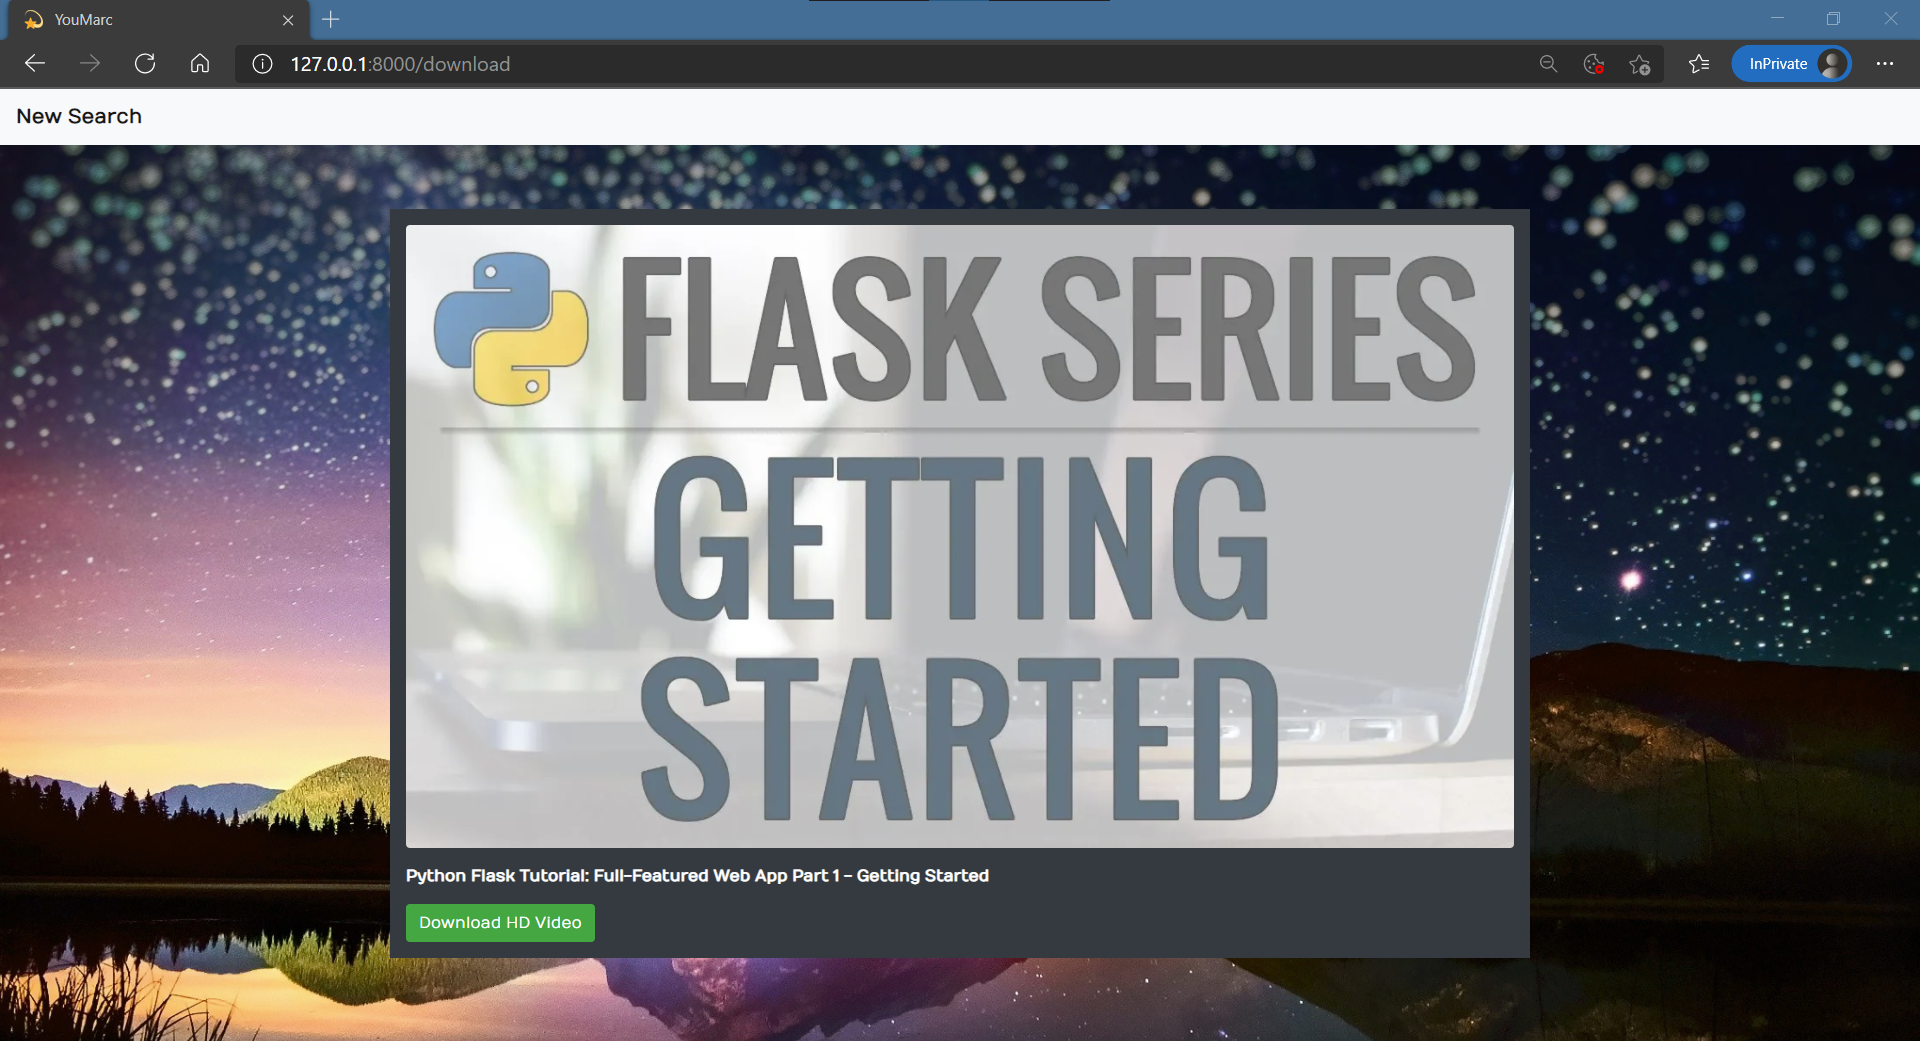 YouMarc
127.0.0.1:8000/download
InPrivate
New Search
FLASK SERIES
GETTING
STARTED
Python Flask Tutorial: Full-Featured Web App Part 1 - Getting Started
Download HD Video